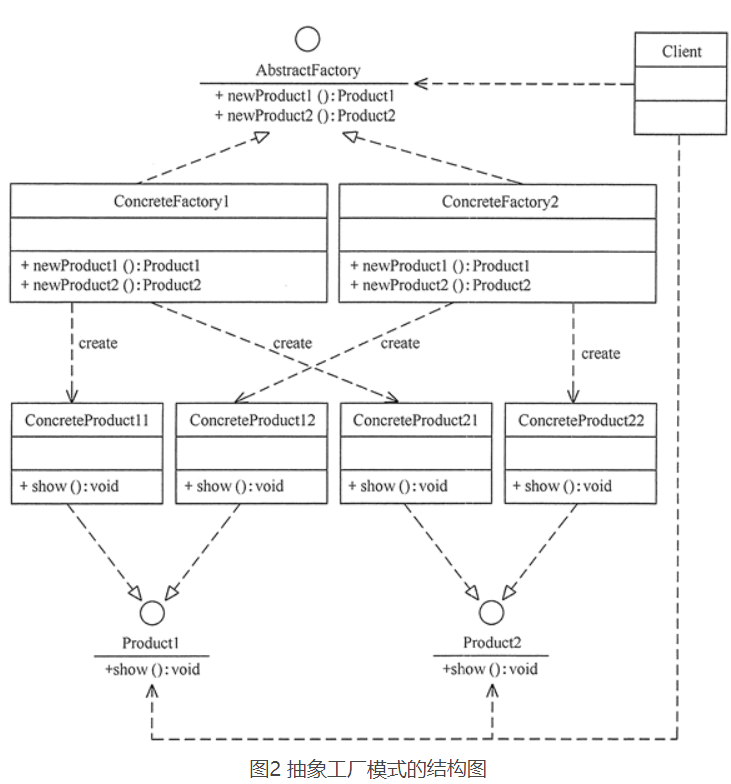 Client
AbstractFactory
+ newProduct1 (): Product1
+ newProduct2 (): Product2
ConcreteFactory1
+ newProduct1 (): Product1
+ newProduct2 (): Product2
ConcreteFactory2
+ newProduct1 (): Product1
+ newProduct2 (): Product2
create
create
create
create
ConcreteProduct11
+ show (): void
ConcreteProduct12
+ show (): void
ConcreteProduct21
+ show (): void
ConcreteProduct22
+ show (): void
Product1
+show (): void
Product2
+show (): void
图2 抽象工厂模式的结构图